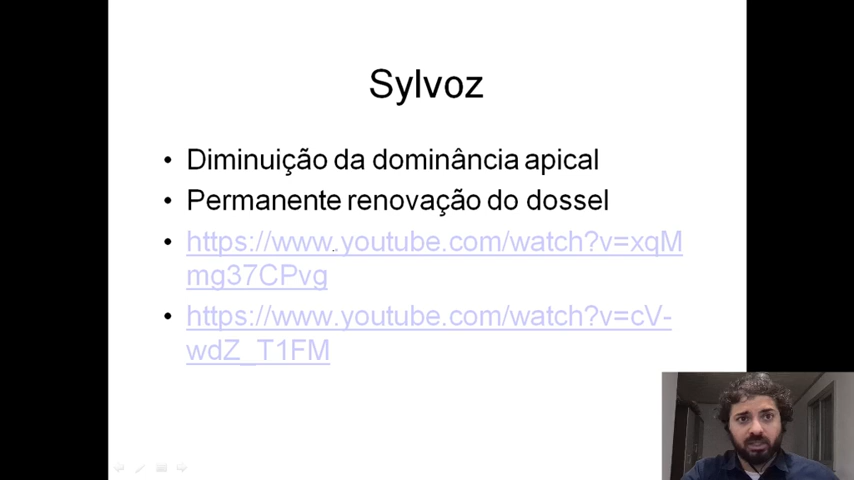 Sylvoz
• Diminuição da dominância apical
• Permanente renovação do dossel
• https://www.youtube.com/watch?v=xqM
mg37CPvg
• https://www.youtube.com/watch?v=cV-
wdZ_T1FM